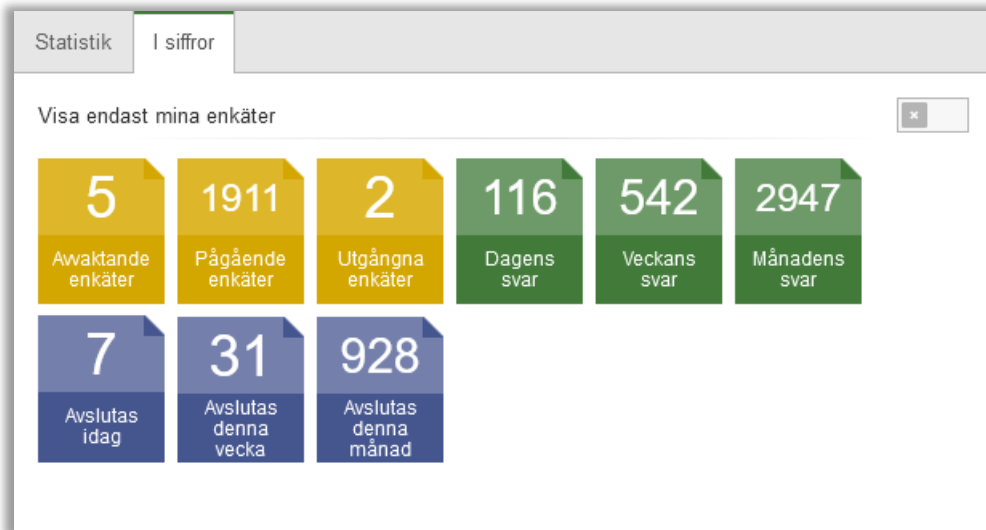 Statistik
I siffror
Visa endast mina enkäter
5
Avvaktande
enkäter
1911
Pågående
enkäter
2
Utgångna
enkäter
116
Dagens
svar
542
Veckans
svar
2947
Månadens
svar
7
Avslutas
idag
31
Avslutas
denna
vecka
928
Avslutas
denna
månad